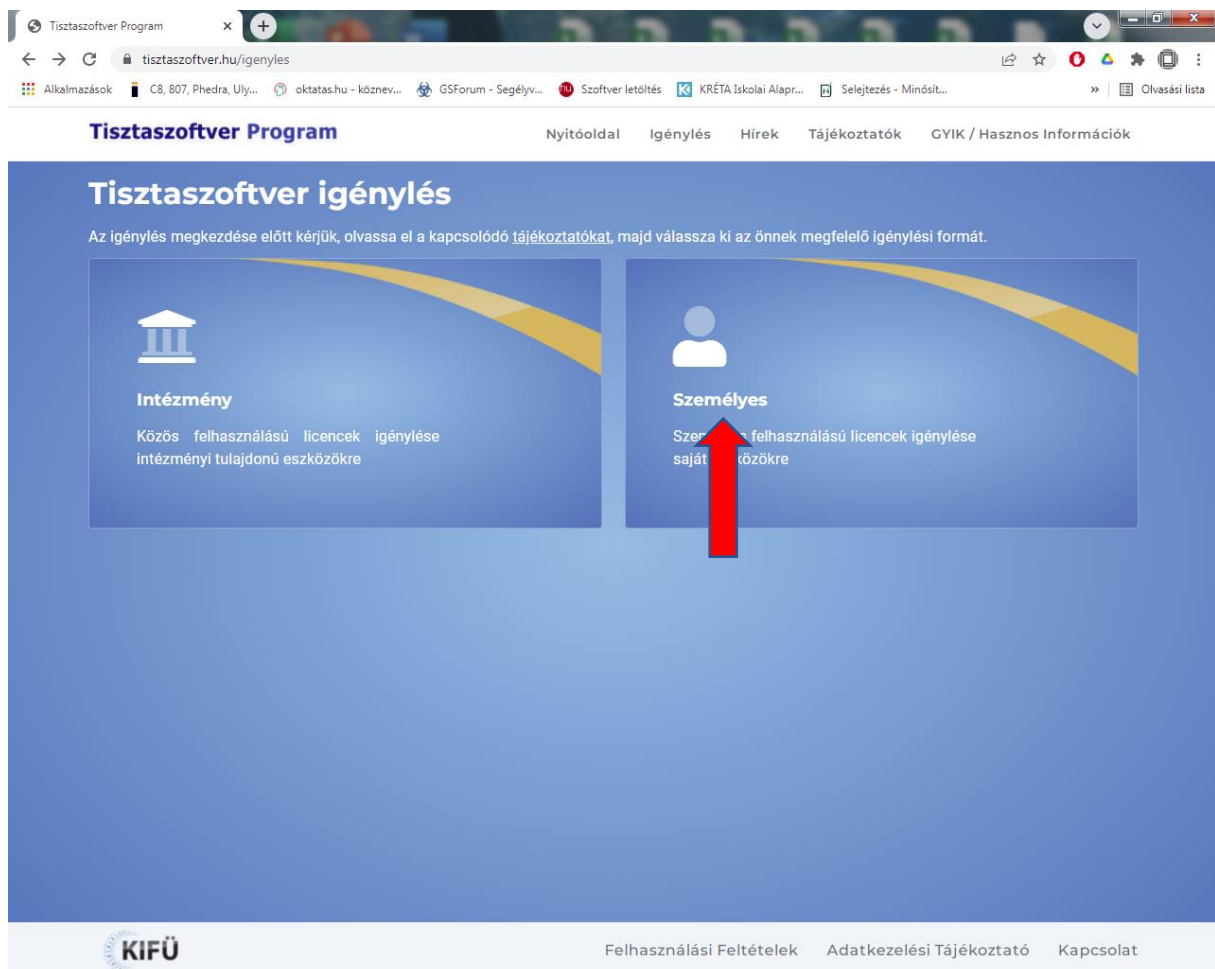 Tisztaszoftver Program
tisztaszoftver.hu/igenyles
Alkalmazások C8, 807, Phedra, Uly... oktatas.hu - köznev... GSForum - Segélyv... Szoftver letöltés KRÉTA Iskolai Alapr... Selejtezés - Minősít... » Olvasási lista
Tisztaszoftver Program Nyitóoldal Igénylés Hírek Tájékoztatók GYIK / Hasznos Információk
Tisztaszoftver igénylés
Az igénylés megkezdése előtt kérjük, olvassa el a kapcsolódó tájékoztatókat, majd válassza ki az önnek megfelelő igénylési formát.
Intézmény
Közös felhasználású licencek igénylése
intézményi tulajdonú eszközökre
Személyes
felhasználású licencek igénylése
saját
KIFÜ Felhasználási Feltételek Adatkezelési Tájékoztató Kapcsolat